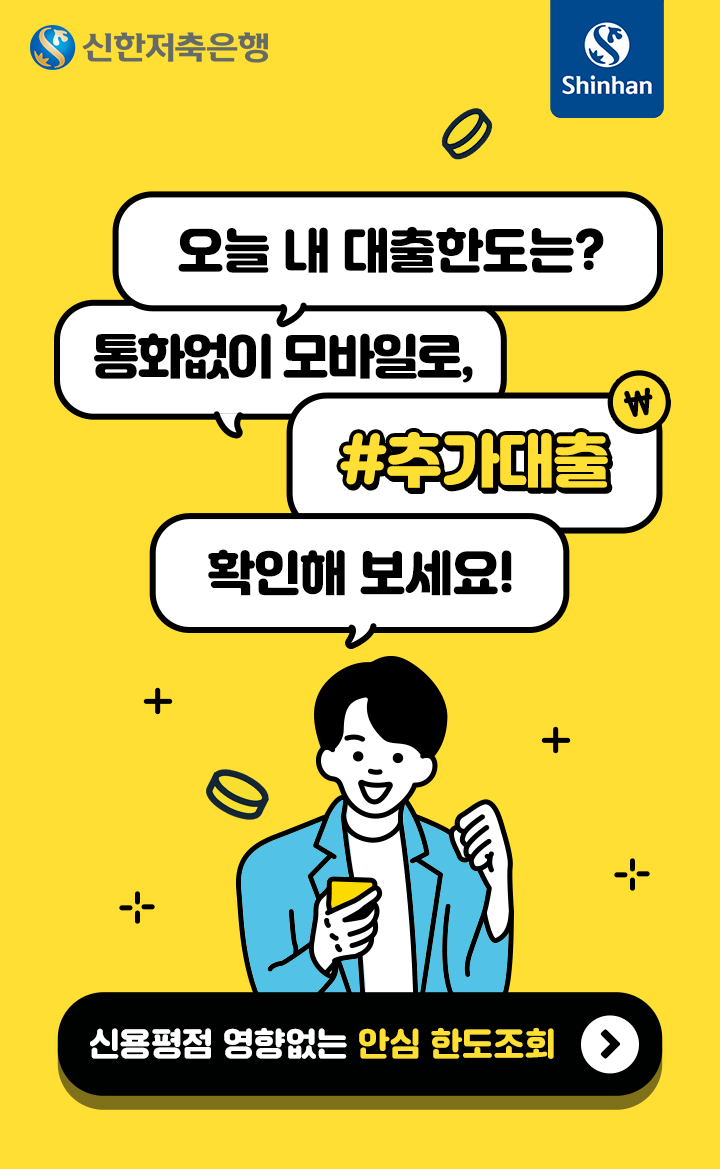 신한저축은행
Shinhan
오늘 내 대출한도는?
통화없이 모바일로,
₩
#추가대출
확인해 보세요!
신용평점 영향없는 안심 한도조회